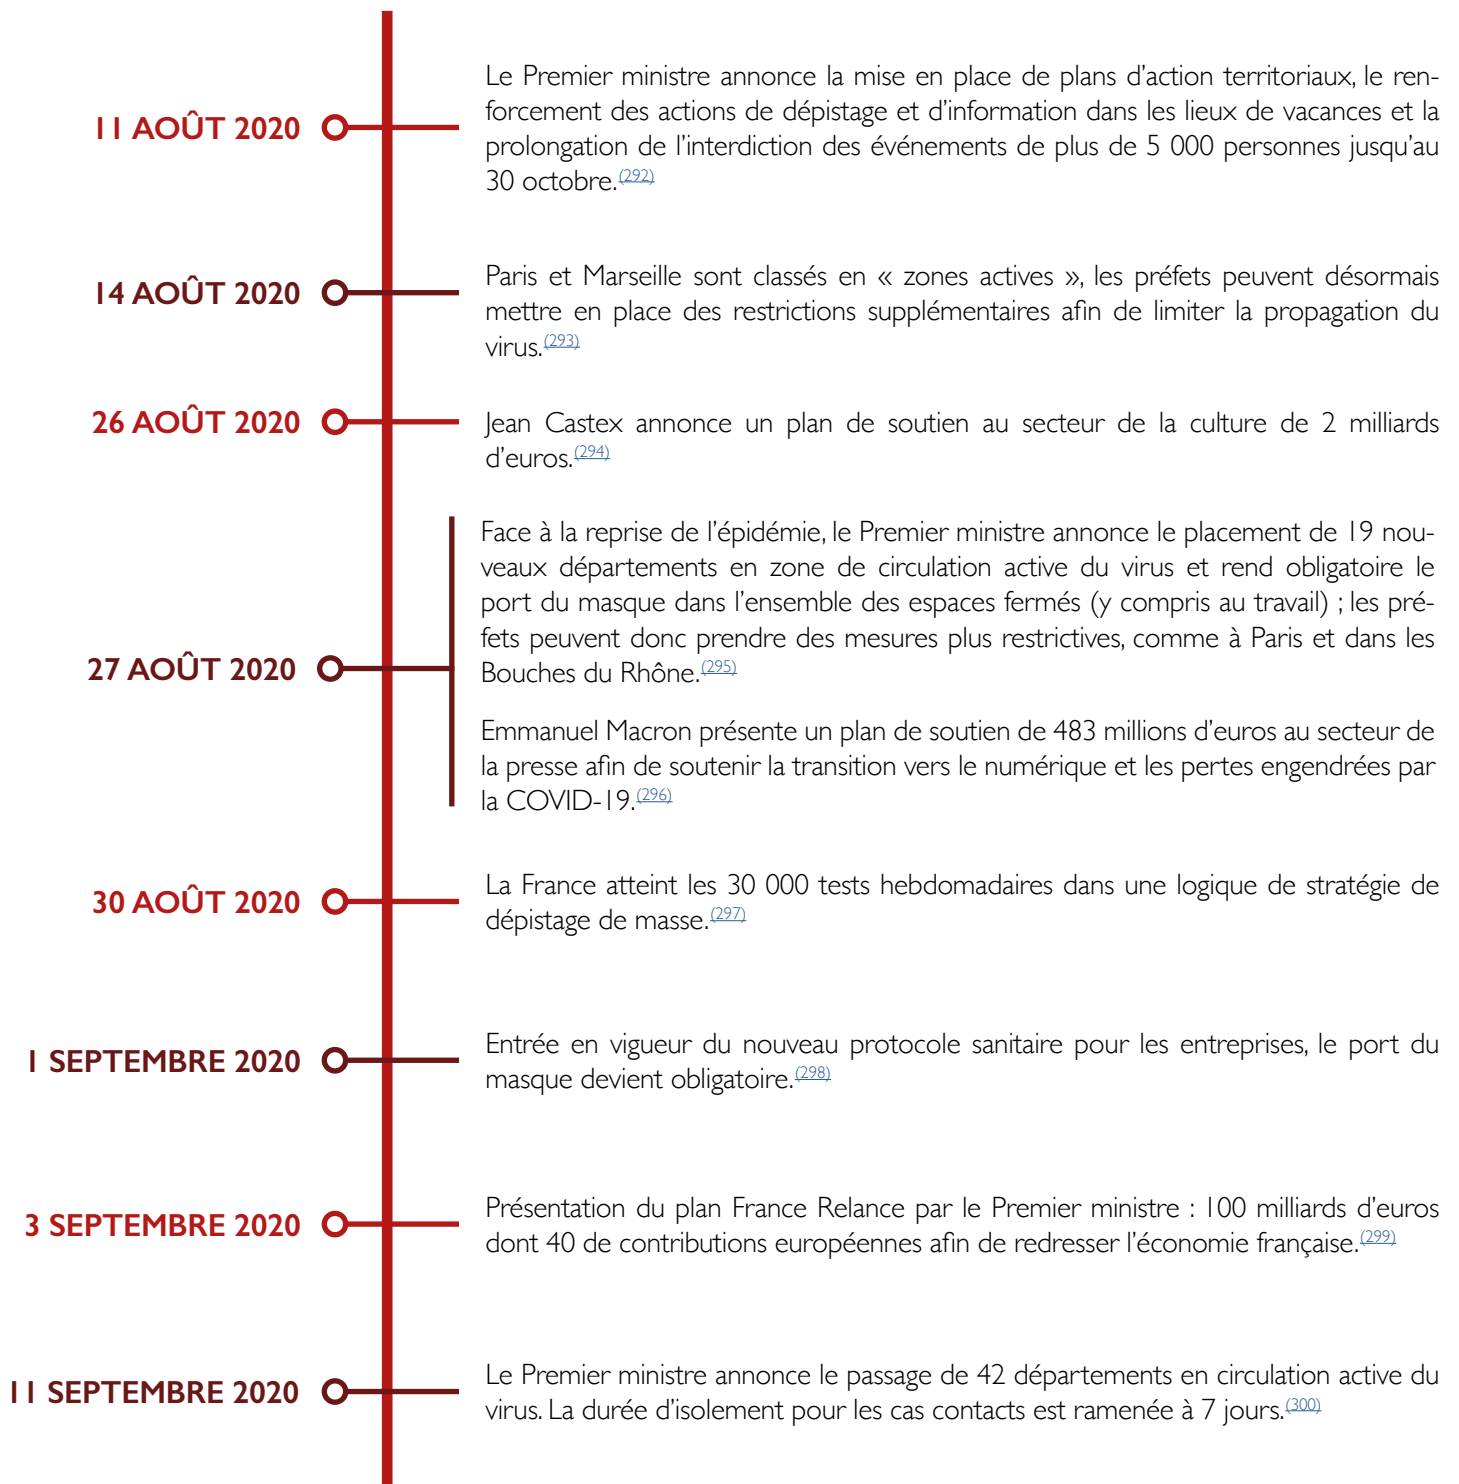 11 AOÛT 2020
Le Premier ministre annonce la mise en place de plans d’action territoriaux, le ren-
forcement des actions de dépistage et d’information dans les lieux de vacances et la
prolongation de l’interdiction des événements de plus de 5 000 personnes jusqu’au
30 octobre.(292)
14 AOÛT 2020
Paris et Marseille sont classés en « zones actives », les préfets peuvent désormais
mettre en place des restrictions supplémentaires afin de limiter la propagation du
virus.(293)
26 AOÛT 2020
Jean Castex annonce un plan de soutien au secteur de la culture de 2 milliards
d’euros.(294)
27 AOÛT 2020
Face à la reprise de l’épidémie, le Premier ministre annonce le placement de 19 nou-
veaux départements en zone de circulation active du virus et rend obligatoire le
port du masque dans l’ensemble des espaces fermés (y compris au travail) ; les pré-
fets peuvent donc prendre des mesures plus restrictives, comme à Paris et dans les
Bouches du Rhône.(295)
Emmanuel Macron présente un plan de soutien de 483 millions d’euros au secteur de
la presse afin de soutenir la transition vers le numérique et les pertes engendrées par
la COVID-19.(296)
30 AOÛT 2020
La France atteint les 30 000 tests hebdomadaires dans une logique de stratégie de
dépistage de masse.(297)
1 SEPTEMBRE 2020
Entrée en vigueur du nouveau protocole sanitaire pour les entreprises, le port du
masque devient obligatoire.(298)
3 SEPTEMBRE 2020
Présentation du plan France Relance par le Premier ministre : 100 milliards d’euros
dont 40 de contributions européennes afin de redresser l’économie française.(299)
11 SEPTEMBRE 2020
Le Premier ministre annonce le passage de 42 départements en circulation active du
virus. La durée d’isolement pour les cas contacts est ramenée à 7 jours.(300)